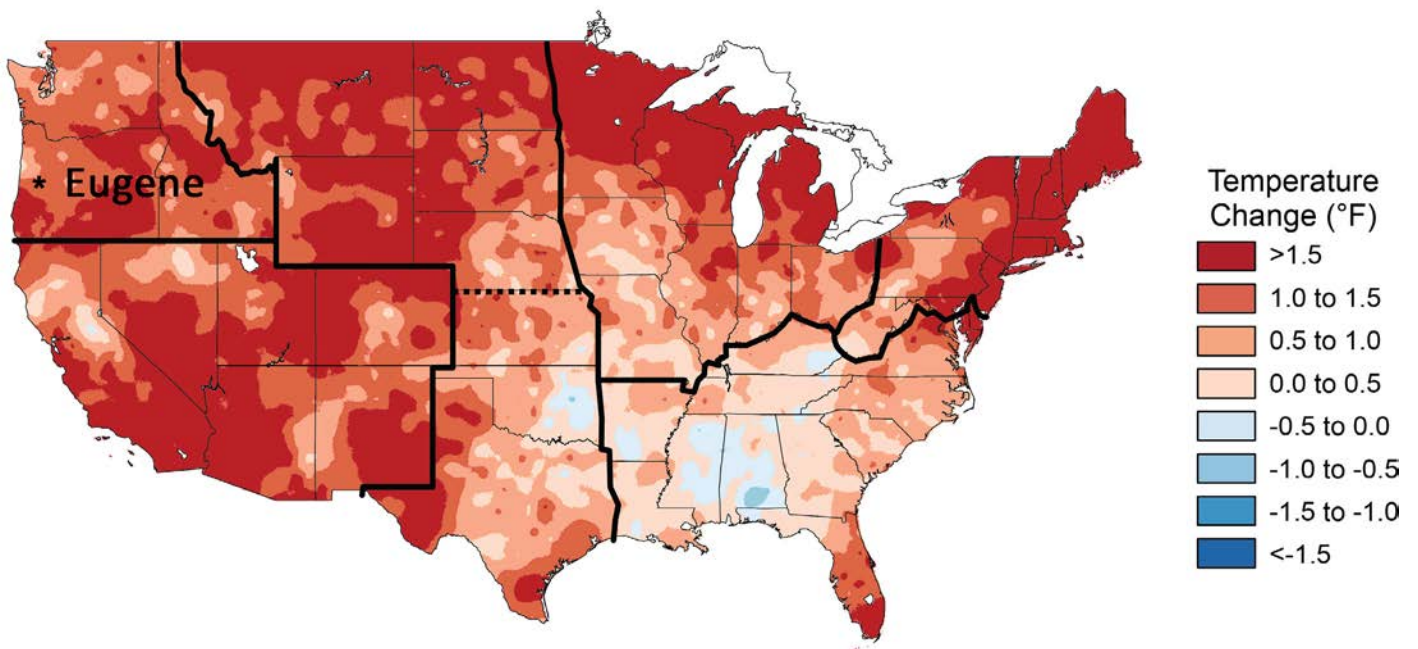 * Eugene
Temperature
Change (°F)
>1.5
1.0 to 1.5
0.5 to 1.0
0.0 to 0.5
-0.5 to 0.0
-1.0 to -0.5
-1.5 to -1.0
<-1.5